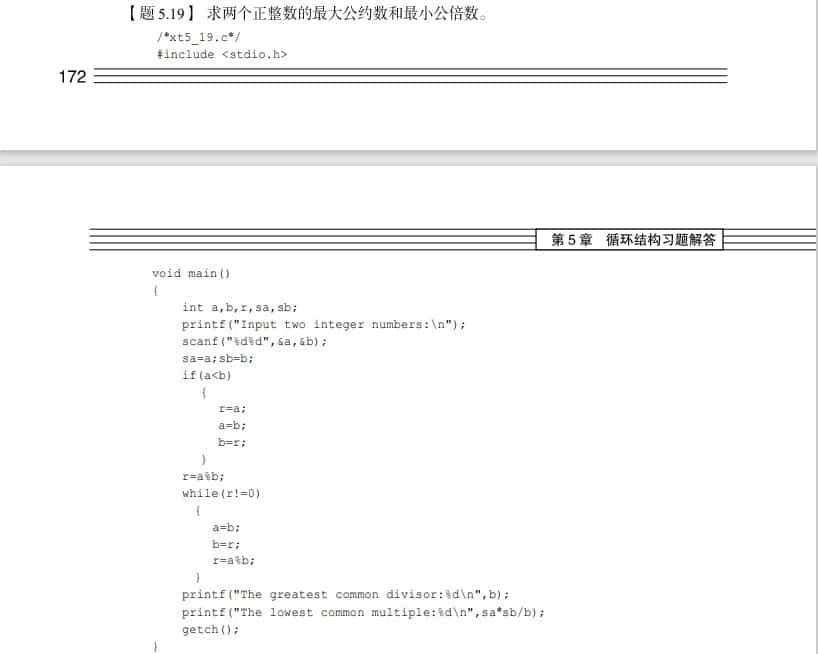 【题 5.19】 求两个正整数的最大公约数和最小公倍数。
/*xt5_19.c*/
#include <stdio.h>
172
第 5 章 循环结构习题解答
void main()
{
int a,b,r,sa,sb;
printf("Input two integer numbers:\n");
scanf("%d%d",&a,&b);
sa=a;sb=b;
if(a<b)
{
r=a;
a=b;
b=r;
}
r=a%b;
while(r!=0)
{
a=b;
b=r;
r=a%b;
}
printf("The greatest common divisor:%d\n",b);
printf("The lowest common multiple:%d\n",sa*sb/b);
getch();
}